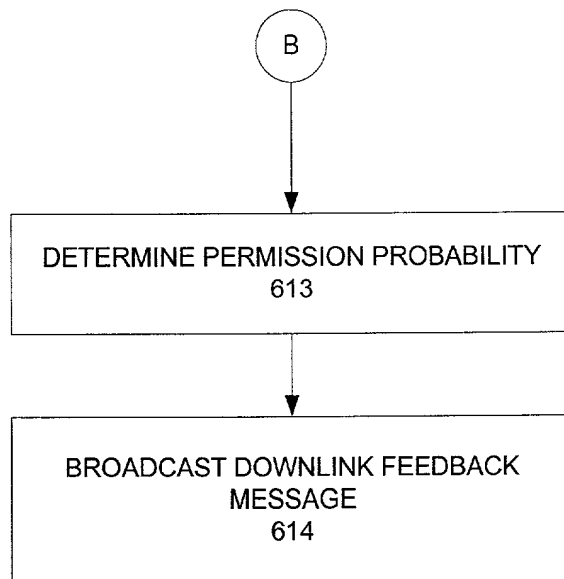 B
DETERMINE PERMISSION PROBABILITY
613
BROADCAST DOWNLINK FEEDBACK
MESSAGE
614